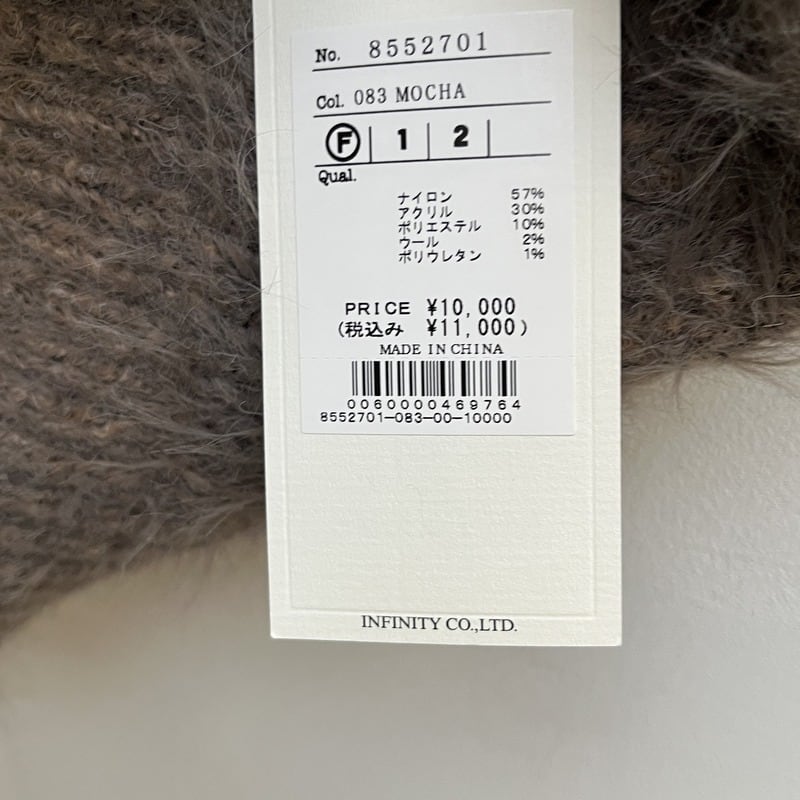 No. 8552701
Col. 083 MOCHA
F 1 2
Qual.
ナイロン 57%
アクリル 30%
ポリエステル 10%
ウール 2%
ポリウレタン 1%
PRICE ¥10,000
(税込み ¥11,000)
MADE IN CHINA
0060000469764
8552701-083-00-10000
INFINITY CO.,LTD.